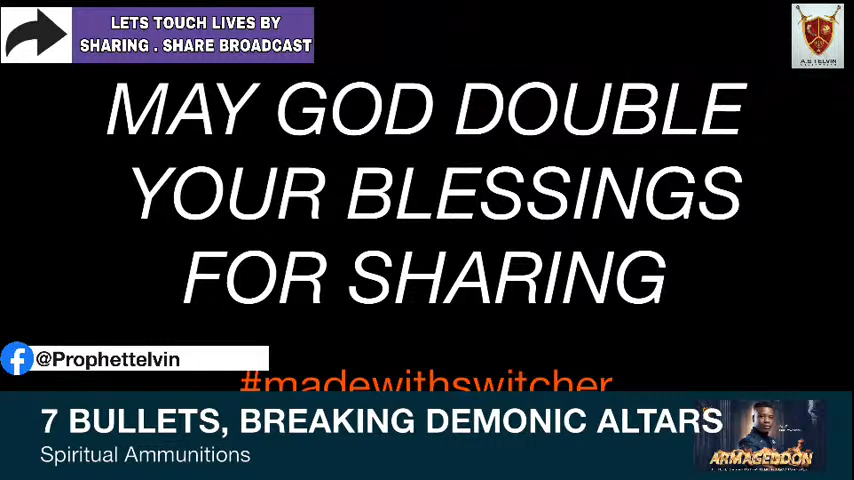 LETS TOUCH LIVES BY
SHARING . SHARE BROADCAST
MAY GOD DOUBLE
YOUR BLESSINGS
FOR SHARING
@Prophettelvin
#madewithswitcher
7 BULLETS, BREAKING DEMONIC ALTARS
Spiritual Ammunitions
ARMAGEDDON